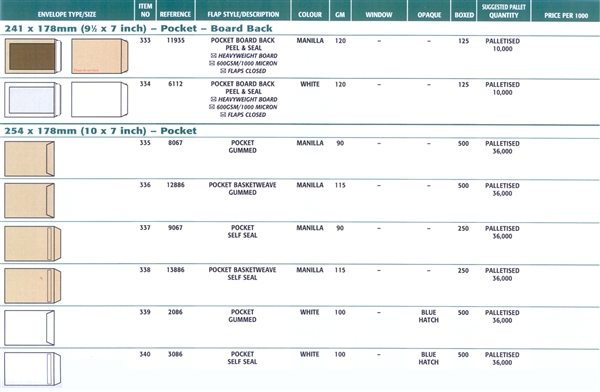 ENVELOPE TYPE/SIZE ITEM NO REFERENCE FLAP STYLE/DESCRIPTION COLOUR GM WINDOW OPAQUE BOXED SUGGESTED PALLET QUANTITY PRICE PER 1000
241 x 178mm (9½ x 7 inch) – Pocket – Board Back
333 11935 POCKET BOARD BACK MANILLA 120 – – 125 PALLETISED
PEEL & SEAL 10,000
☒ HEAVYWEIGHT BOARD
☒ 600GSM/1000 MICRON
☒ FLAPS CLOSED
334 6112 POCKET BOARD BACK WHITE 120 – – 125 PALLETISED
PEEL & SEAL 10,000
☒ HEAVYWEIGHT BOARD
☒ 600GSM/1000 MICRON
☒ FLAPS CLOSED
254 x 178mm (10 x 7 inch) – Pocket
335 8067 POCKET MANILLA 90 – – 500 PALLETISED
GUMMED 36,000
336 12886 POCKET BASKETWEAVE MANILLA 115 – – 500 PALLETISED
GUMMED 36,000
337 9067 POCKET MANILLA 90 – – 250 PALLETISED
SELF SEAL 36,000
338 13886 POCKET BASKETWEAVE MANILLA 115 – – 250 PALLETISED
SELF SEAL 36,000
339 2086 POCKET WHITE 100 – BLUE 500 PALLETISED
GUMMED HATCH 36,000
340 3086 POCKET WHITE 100 – BLUE 500 PALLETISED
SELF SEAL HATCH 36,000